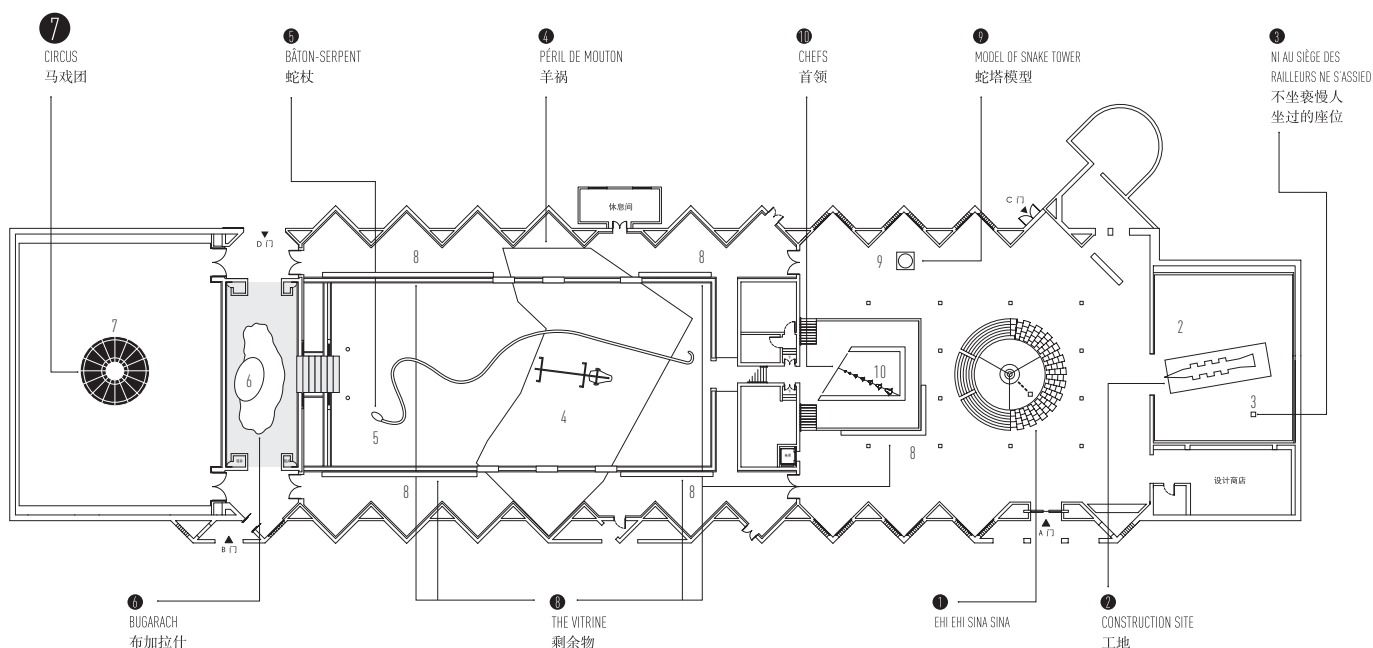 7
CIRCUS
马戏团
5
BÂTON-SERPENT
蛇杖
4
PÉRIL DE MOUTON
羊祸
10
CHEFS
首领
9
MODEL OF SNAKE TOWER
蛇塔模型
3
NI AU SIÈGE DES
RAILLEURS NE S'ASSIED
不坐亵慢人
坐过的座位
休息间
C 门
D 门
8
8
9
7
2
6
10
4
3
5
8
8
8
设计商店
B 门
A 门
6
BUGARACH
布加拉什
8
THE VITRINE
剩余物
1
EHI EHI SINA SINA
2
CONSTRUCTION SITE
工地